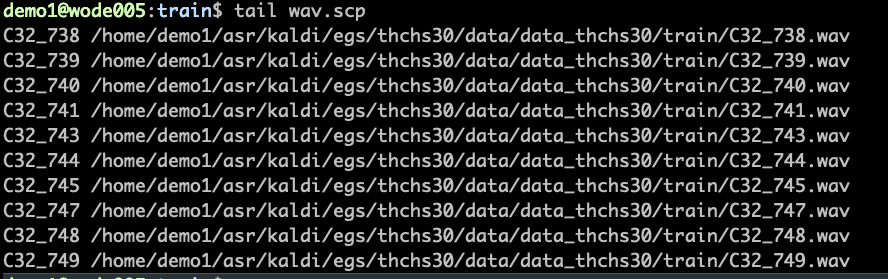 demo1@wode005:train$ tail wav.scp
C32_738 /home/demo1/asr/kaldi/egs/thchs30/data/data_thchs30/train/C32_738.wav
C32_739 /home/demo1/asr/kaldi/egs/thchs30/data/data_thchs30/train/C32_739.wav
C32_740 /home/demo1/asr/kaldi/egs/thchs30/data/data_thchs30/train/C32_740.wav
C32_741 /home/demo1/asr/kaldi/egs/thchs30/data/data_thchs30/train/C32_741.wav
C32_743 /home/demo1/asr/kaldi/egs/thchs30/data/data_thchs30/train/C32_743.wav
C32_744 /home/demo1/asr/kaldi/egs/thchs30/data/data_thchs30/train/C32_744.wav
C32_745 /home/demo1/asr/kaldi/egs/thchs30/data/data_thchs30/train/C32_745.wav
C32_747 /home/demo1/asr/kaldi/egs/thchs30/data/data_thchs30/train/C32_747.wav
C32_748 /home/demo1/asr/kaldi/egs/thchs30/data/data_thchs30/train/C32_748.wav
C32_749 /home/demo1/asr/kaldi/egs/thchs30/data/data_thchs30/train/C32_749.wav